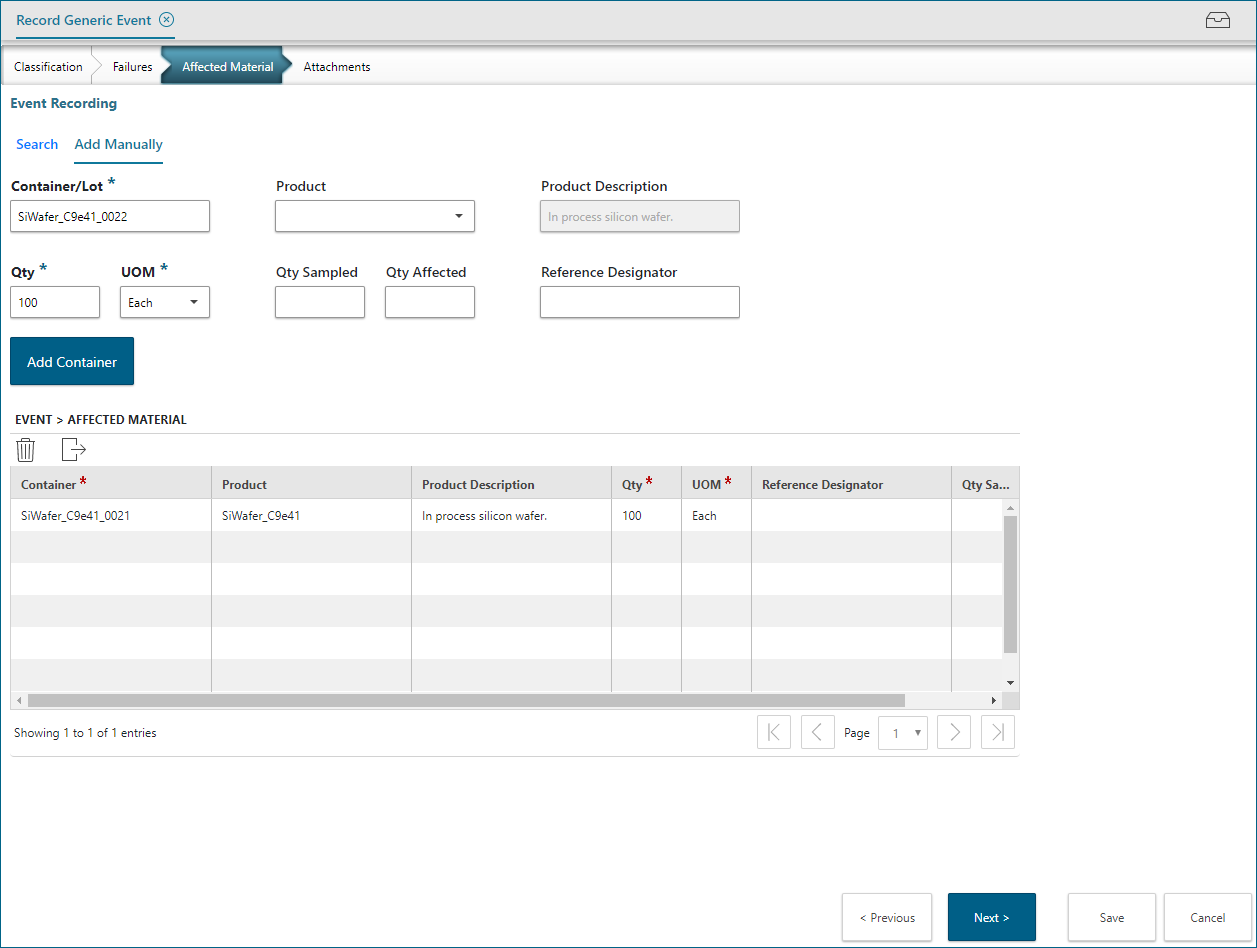 Record Generic Event
Classification Failures Affected Material Attachments
Event Recording
Search Add Manually
Container/Lot * Product Product Description
SiWafer_C9e41_0022 In process silicon wafer.
Qty * UOM * Qty Sampled Qty Affected Reference Designator
100 Each
Add Container
EVENT > AFFECTED MATERIAL
Container * Product Product Description Qty * UOM * Reference Designator Qty Sa...
SiWafer_C9e41_0021 SiWafer_C9e41 In process silicon wafer. 100 Each
Showing 1 to 1 of 1 entries Page 1
< Previous Next > Save Cancel